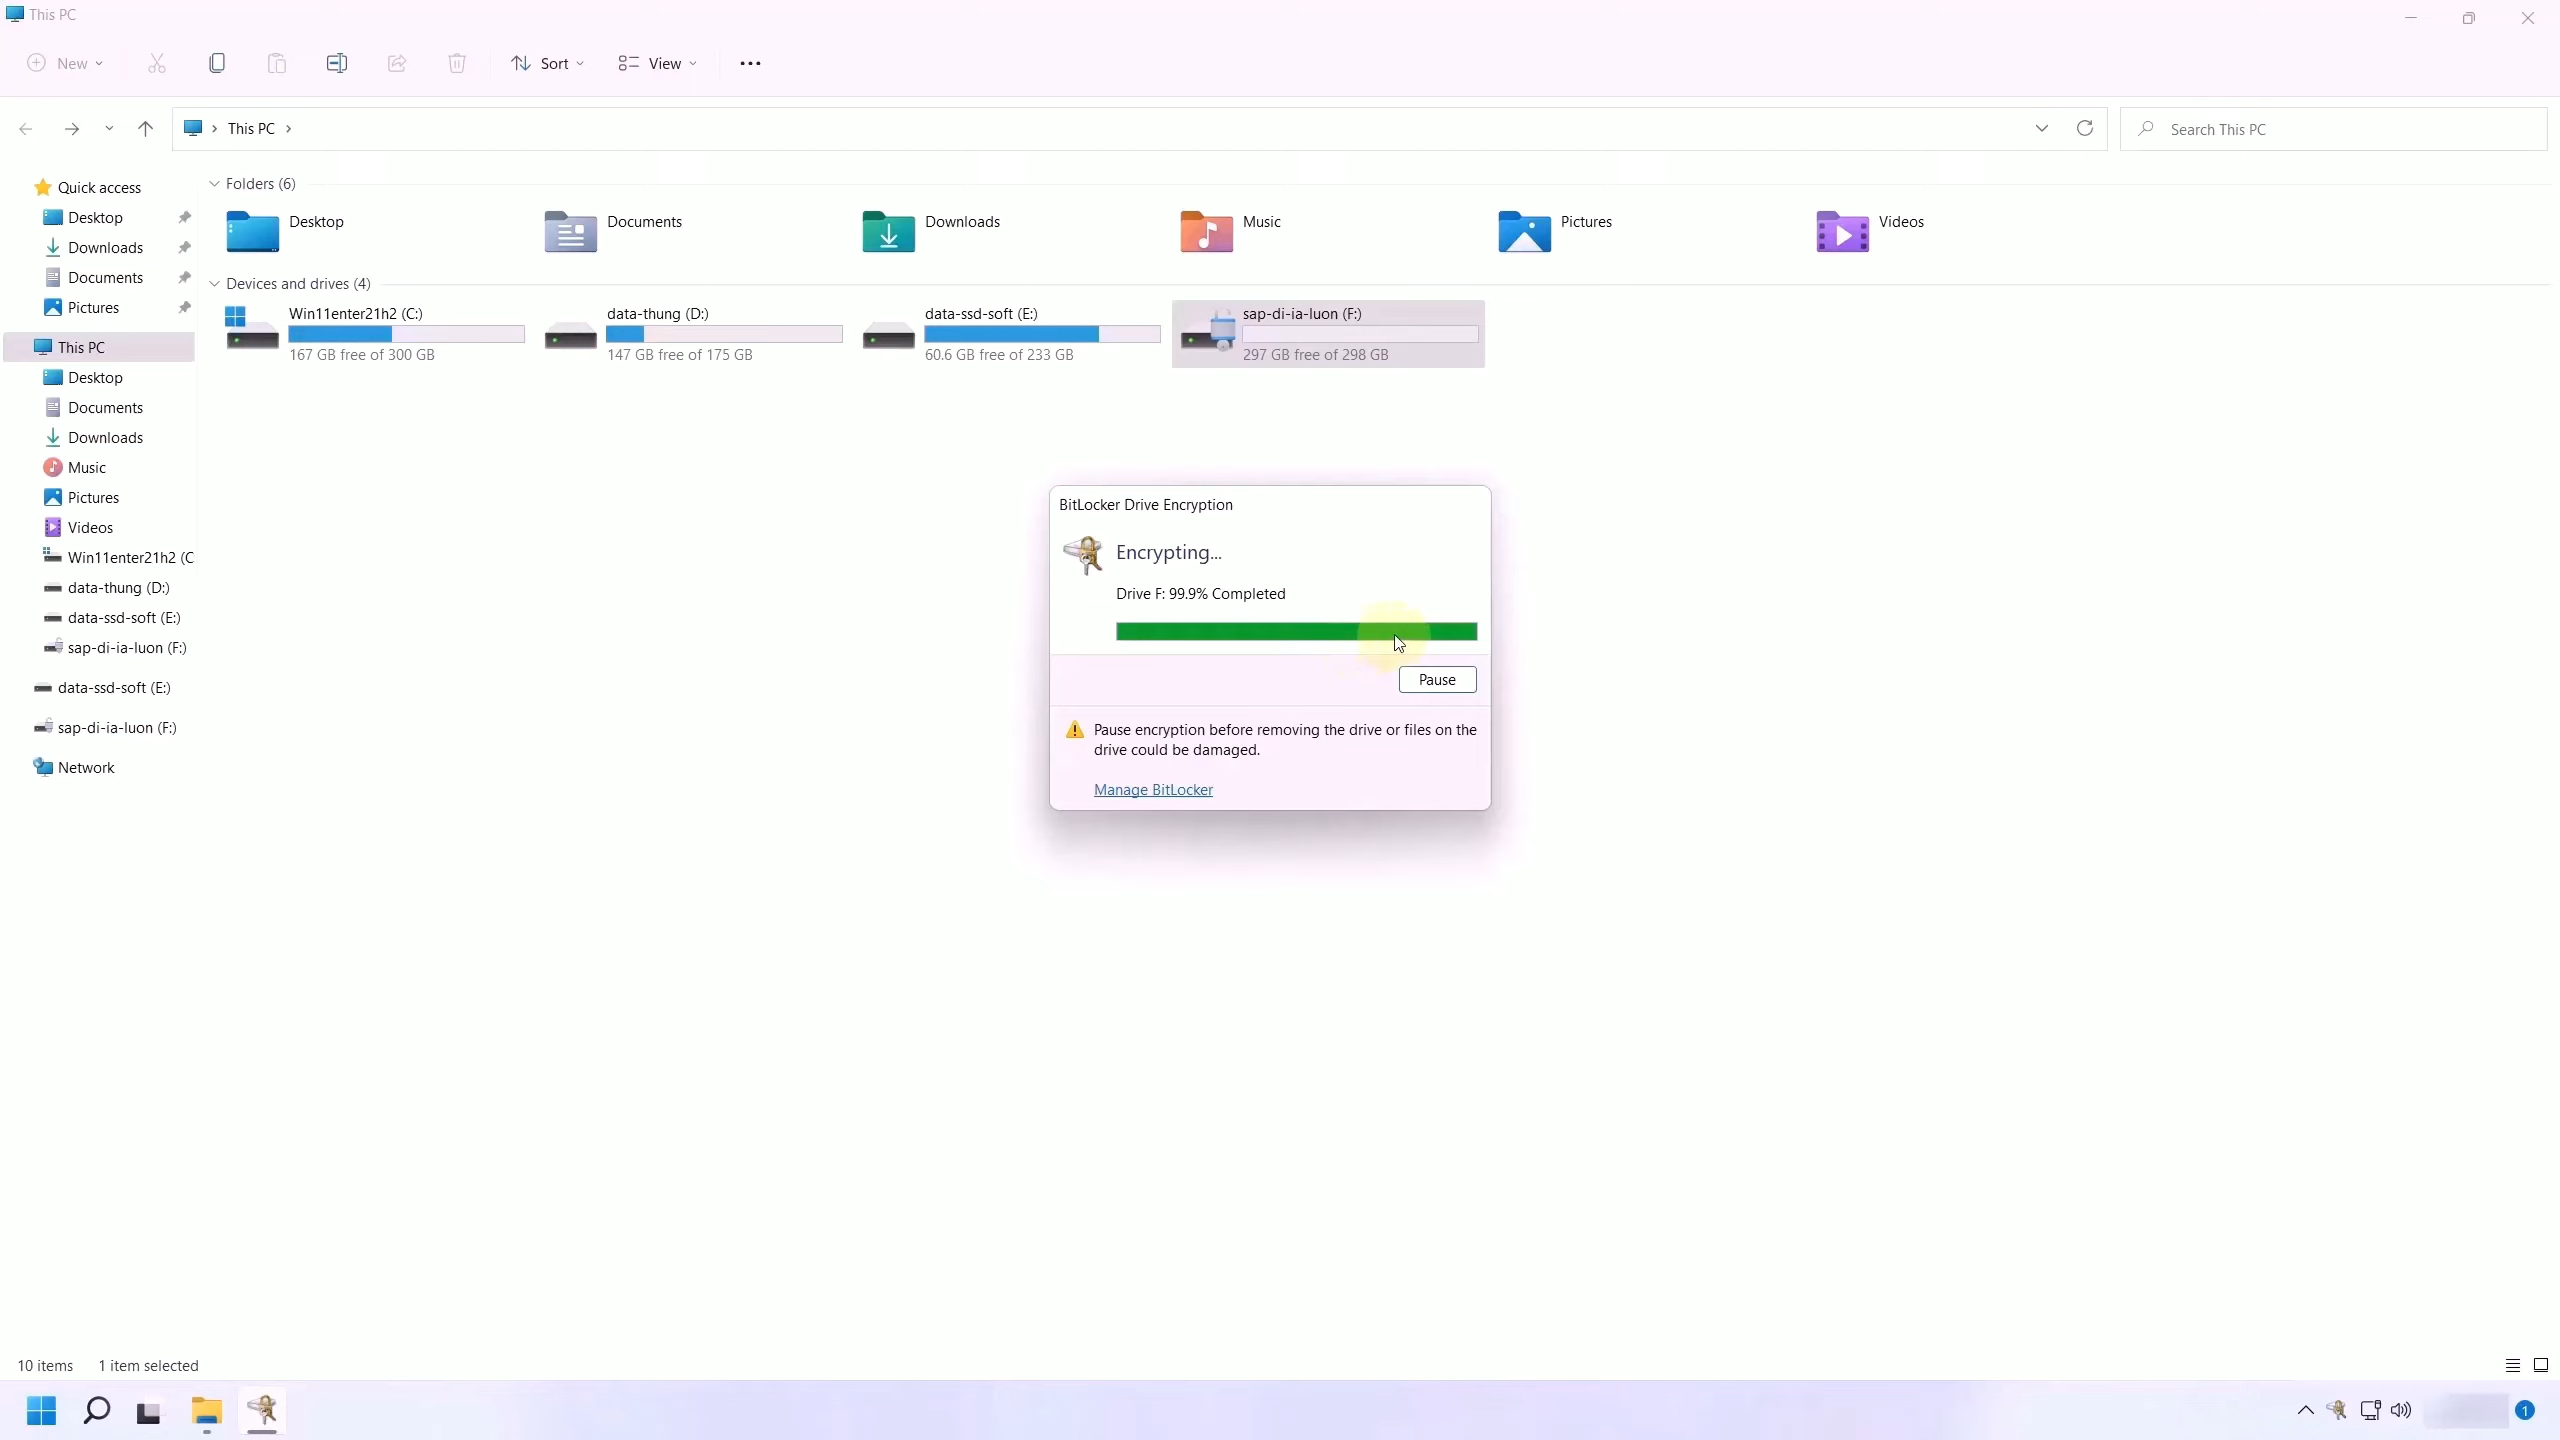 This PC
New
Sort
View
This PC
Search This PC
Quick access
Desktop
Downloads
Documents
Pictures
This PC
Desktop
Documents
Downloads
Music
Pictures
Videos
Win11enter21h2 (C
data-thung (D:)
data-ssd-soft (E:)
sap-di-ia-luon (F:)
data-ssd-soft (E:)
sap-di-ia-luon (F:)
Network
Folders (6)
Desktop
Documents
Downloads
Music
Pictures
Videos
Devices and drives (4)
Win11enter21h2 (C:)
167 GB free of 300 GB
data-thung (D:)
147 GB free of 175 GB
data-ssd-soft (E:)
60.6 GB free of 233 GB
sap-di-ia-luon (F:)
297 GB free of 298 GB
BitLocker Drive Encryption
Encrypting...
Drive F: 99.9% Completed
Pause
Pause encryption before removing the drive or files on the
drive could be damaged.
Manage BitLocker
10 items
1 item selected
1